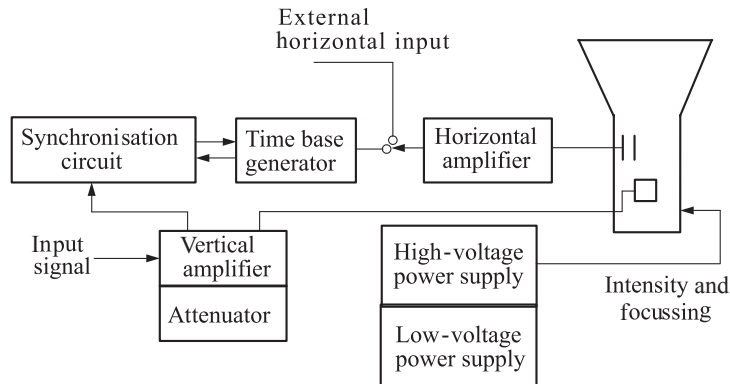 External
horizontal input
Synchronisation
circuit
Time base
generator
Horizontal
amplifier
Input
signal
Vertical
amplifier
Attenuator
High-voltage
power supply
Low-voltage
power supply
Intensity and
focussing